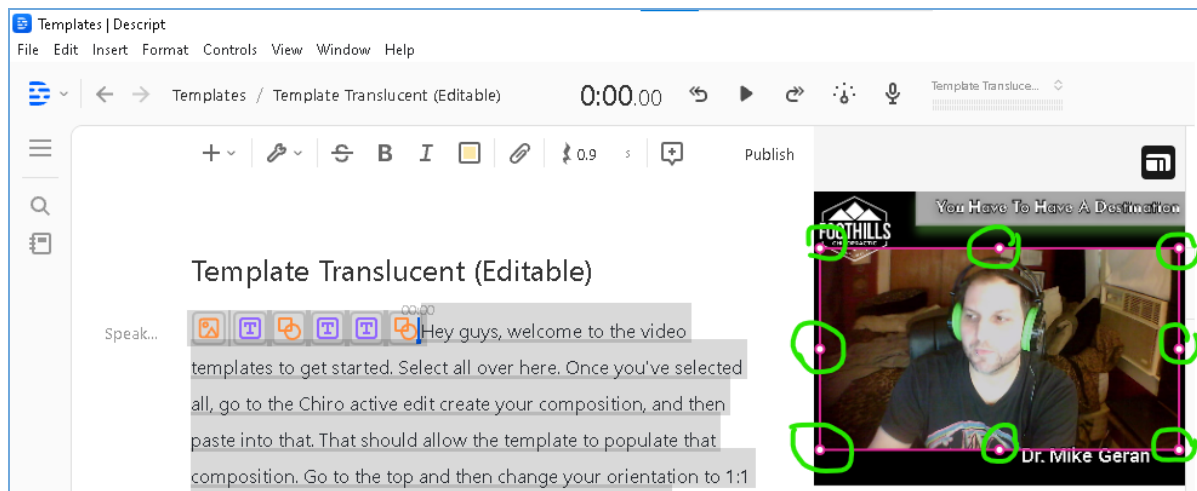 Templates | Descript
File Edit Insert Format Controls View Window Help
Templates / Template Translucent (Editable)
0:00.00
Template Transluce...
B I
0.9 s
Publish
You Have To Have A Destination
FOOTHILLS
CHIROPRACTIC
Template Translucent (Editable)
00:00
Speak...
T T T
Hey guys, welcome to the video
templates to get started. Select all over here. Once you've selected
all, go to the Chiro active edit create your composition, and then
paste into that. That should allow the template to populate that
composition. Go to the top and then change your orientation to 1:1
Dr. Mike Geran